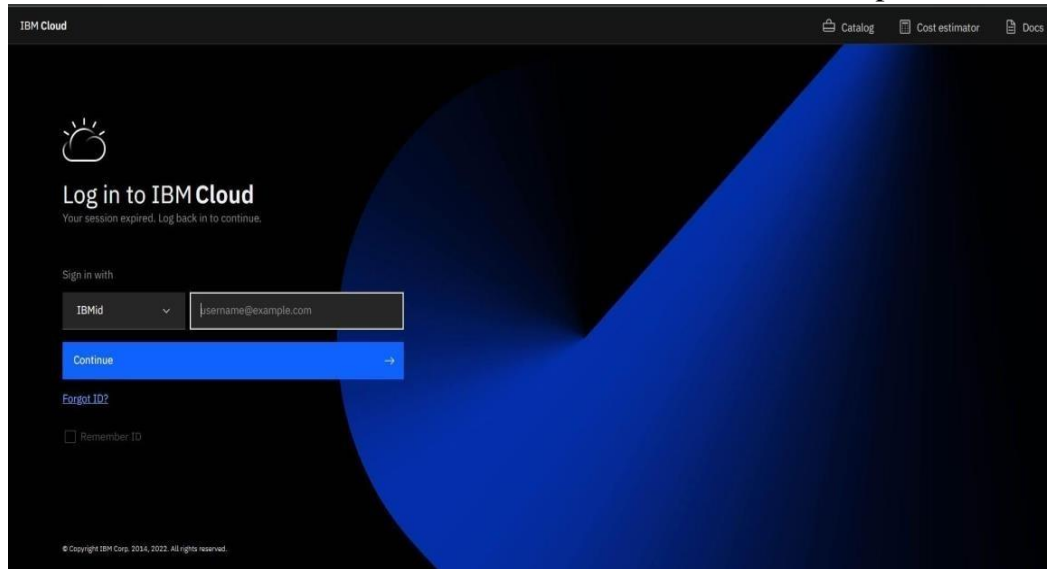 IBM Cloud
Catalog
Cost estimator
Docs
Log in to IBM Cloud
Your session expired. Log back in to continue.
Sign in with
IBMid
username@example.com
Continue
Forgot ID?
Remember ID
© Copyright IBM Corp. 2014, 2022. All rights reserved.